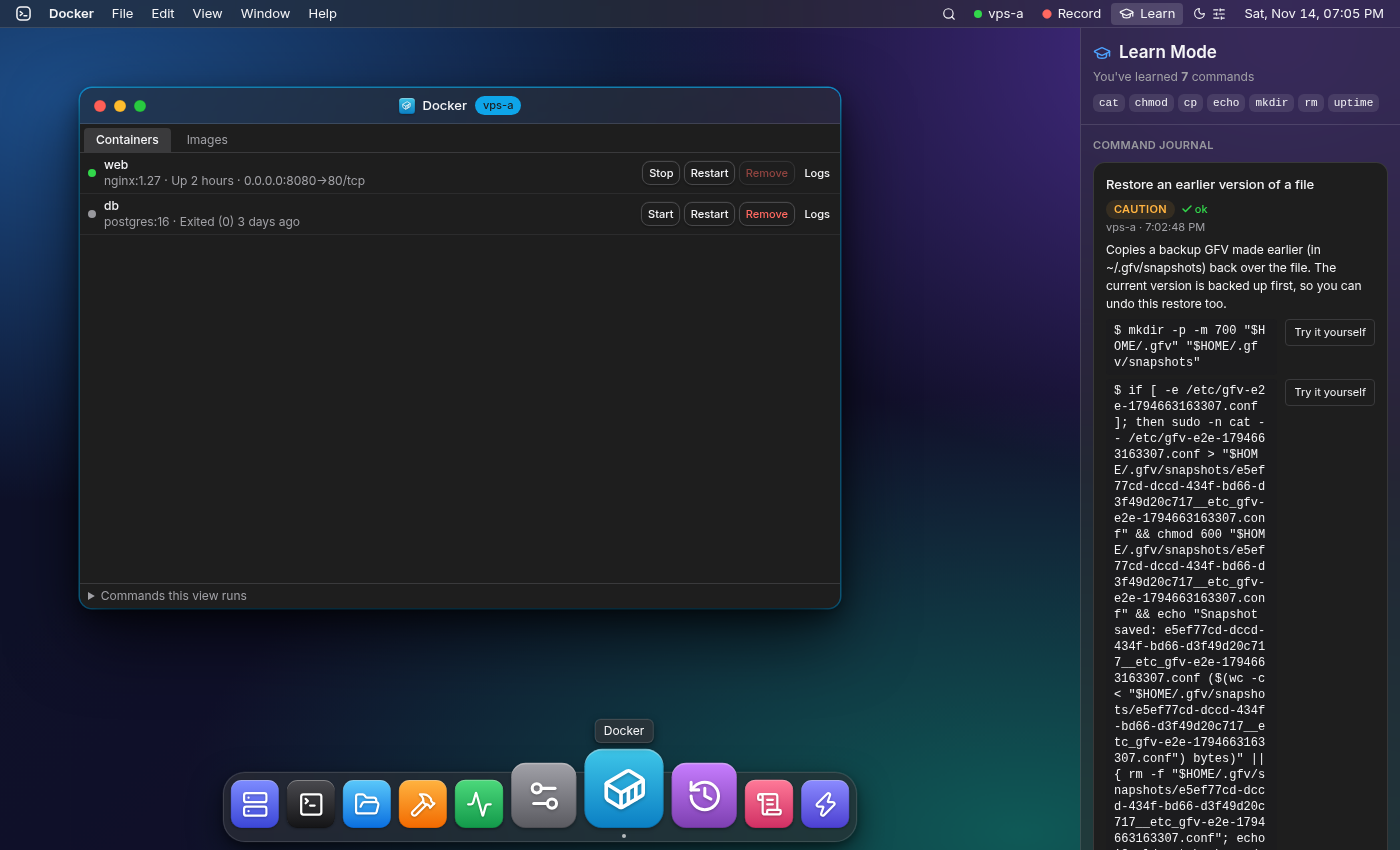 Docker File Edit View Window Help vps-a Record Learn Sat, Nov 14, 07:05 PM
Docker vps-a
Containers Images
web
nginx:1.27 · Up 2 hours · 0.0.0.0:8080->80/tcp
Stop Restart Remove Logs
db
postgres:16 · Exited (0) 3 days ago
Start Restart Remove Logs
Commands this view runs
Docker
Learn Mode
You've learned 7 commands
cat chmod cp echo mkdir rm uptime
COMMAND JOURNAL
Restore an earlier version of a file
CAUTION ok
vps-a · 7:02:48 PM
Copies a backup GFV made earlier (in
~/.gfv/snapshots) back over the file. The
current version is backed up first, so you can
undo this restore too.
$ mkdir -p -m 700 "$H
OME/.gfv" "$HOME/.gf
v/snapshots"
Try it yourself
$ if [ -e /etc/gfv-e2
e-1794663163307.conf
]; then sudo -n cat -
- /etc/gfv-e2e-179466
3163307.conf > "$HOM
E/.gfv/snapshots/e5ef
77cd-dccd-434f-bd66-d
3f49d20c717__etc_gfv-
e2e-1794663163307.con
f" && chmod 600 "$HOM
E/.gfv/snapshots/e5ef
77cd-dccd-434f-bd66-d
3f49d20c717__etc_gfv-
e2e-1794663163307.con
f" && echo "Snapshot
saved: e5ef77cd-dccd-
434f-bd66-d3f49d20c71
7__etc_gfv-e2e-179466
3163307.conf ($(wc -c
< "$HOME/.gfv/snapsho
ts/e5ef77cd-dccd-434f
-bd66-d3f49d20c717__e
tc_gfv-e2e-1794663163
307.conf") bytes)" ||
{ rm -f "$HOME/.gfv/s
napshots/e5ef77cd-dcc
d-434f-bd66-d3f49d20c
717__etc_gfv-e2e-1794
663163307.conf"; echo
Try it yourself